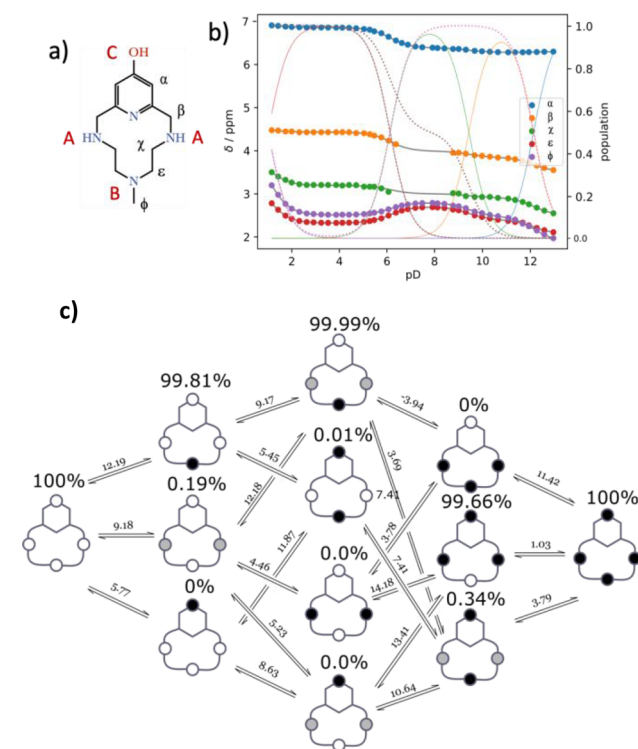 a)
C
OH
α
N
β
A
NH
HN
A
χ
ε
N
B
ϕ
b)
7
6
5
4
3
2
δ / ppm
1.0
0.8
0.6
0.4
0.2
0.0
population
α
β
χ
ε
ϕ
2
4
6
8
10
12
pD
c)
99.99%
99.81%
9.17
-3.94
0%
12.19
5.45
0.01%
3.69
11.42
100%
0.19%
12.18
7.41
99.66%
100%
9.18
11.87
3.78
1.03
4.46
0.0%
7.41
5.77
0%
14.18
0.34%
3.79
5.23
13.41
8.63
0.0%
10.64